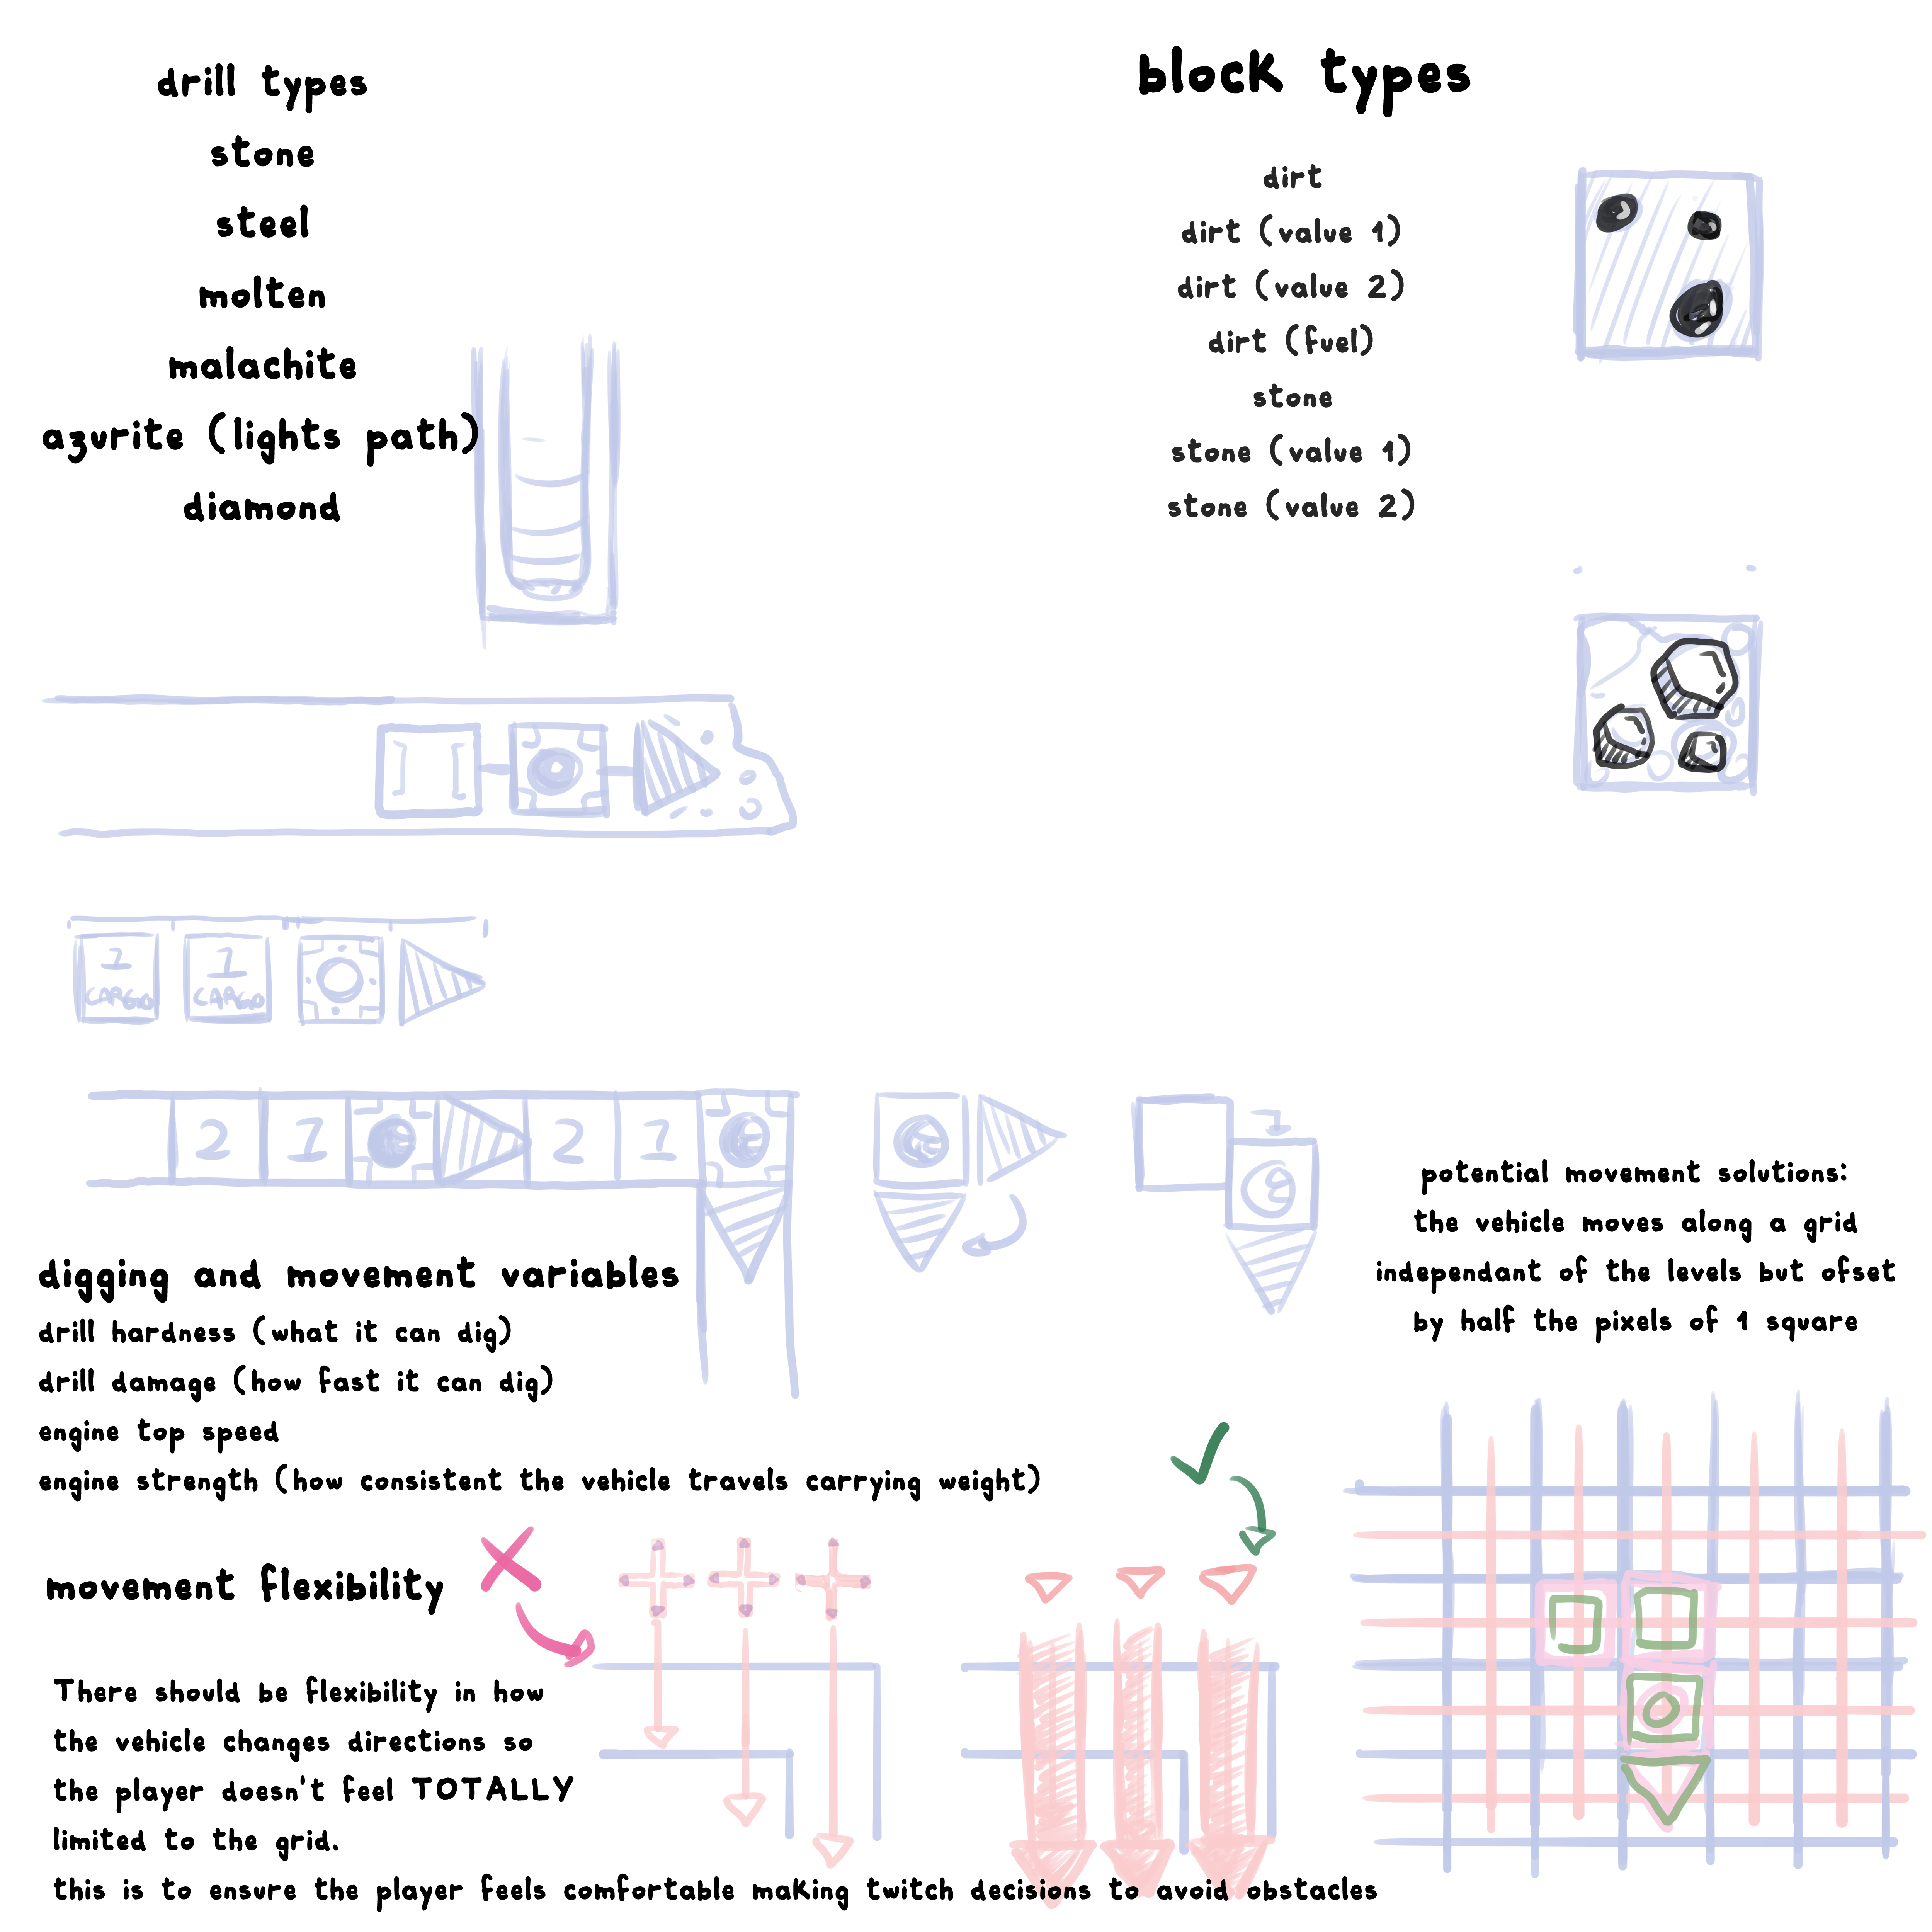 drill types
stone
steel
molten
malachite
azurite (lights path)
diamond
block types
dirt
dirt (value 1)
dirt (value 2)
dirt (fuel)
stone
stone (value 1)
stone (value 2)
1 CARGO
1 CARGO
2 1 2 1
1
potential movement solutions:
the vehicle moves along a grid
independant of the levels but ofset
by half the pixels of 1 square
digging and movement variables
drill hardness (what it can dig)
drill damage (how fast it can dig)
engine top speed
engine strength (how consistent the vehicle travels carrying weight)
movement flexibility
There should be flexibility in how
the vehicle changes directions so
the player doesn't feel TOTALLY
limited to the grid.
this is to ensure the player feels comfortable making twitch decisions to avoid obstacles